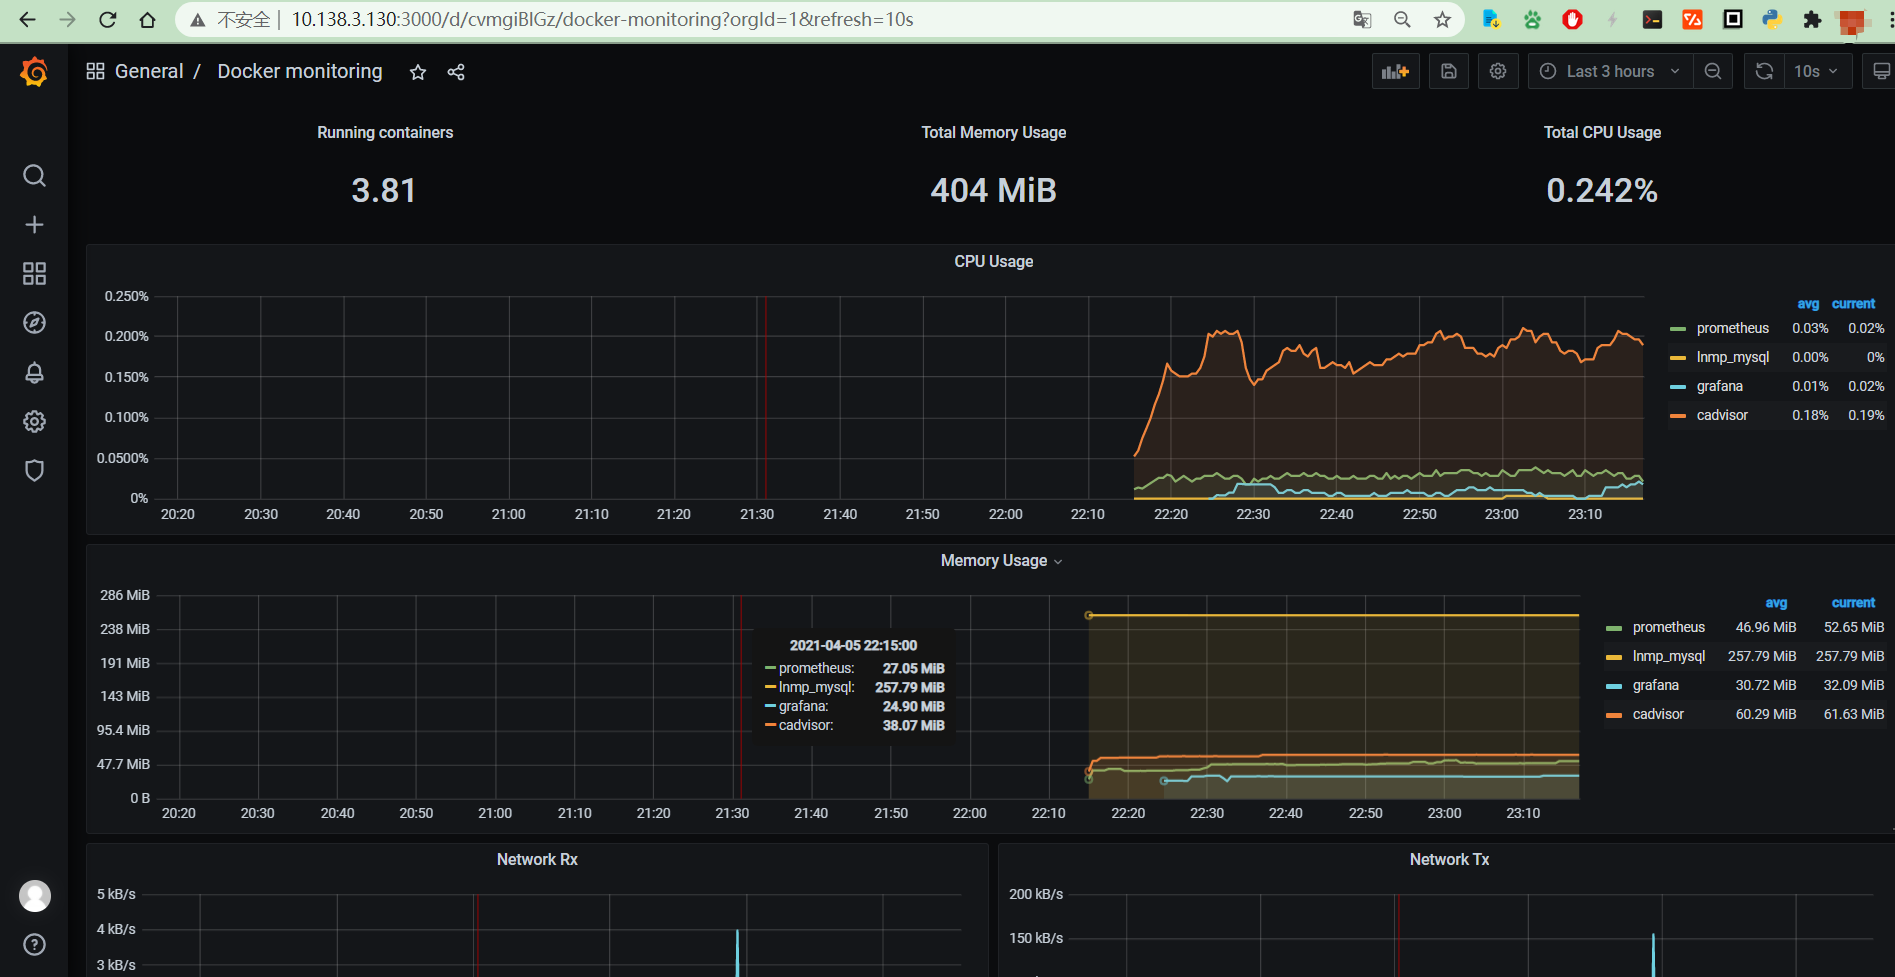 不安全 10.138.3.130:3000/d/cvmgiBlGz/docker-monitoring?orgId=1&refresh=10s
General / Docker monitoring
Last 3 hours
10s
Running containers
Total Memory Usage
Total CPU Usage
3.81
404 MiB
0.242%
CPU Usage
0.250%
0.200%
0.150%
0.100%
0.0500%
0%
20:20 20:30 20:40 20:50 21:00 21:10 21:20 21:30 21:40 21:50 22:00 22:10 22:20 22:30 22:40 22:50 23:00 23:10
avg current
prometheus 0.03% 0.02%
lnmp_mysql 0.00% 0%
grafana 0.01% 0.02%
cadvisor 0.18% 0.19%
Memory Usage
286 MiB
238 MiB
191 MiB
143 MiB
95.4 MiB
47.7 MiB
0 B
20:20 20:30 20:40 20:50 21:00 21:10 21:20 21:30 21:40 21:50 22:00 22:10 22:20 22:30 22:40 22:50 23:00 23:10
2021-04-05 22:15:00
prometheus: 27.05 MiB
lnmp_mysql: 257.79 MiB
grafana: 24.90 MiB
cadvisor: 38.07 MiB
avg current
prometheus 46.96 MiB 52.65 MiB
lnmp_mysql 257.79 MiB 257.79 MiB
grafana 30.72 MiB 32.09 MiB
cadvisor 60.29 MiB 61.63 MiB
Network Rx
5 kB/s
4 kB/s
3 kB/s
Network Tx
200 kB/s
150 kB/s